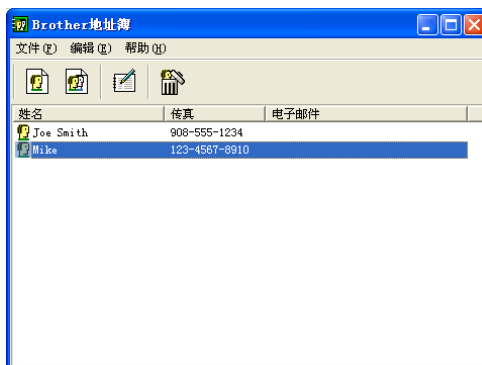 Brother地址簿
文件(F) 编辑(E) 帮助(H)
姓名 传真 电子邮件
Joe Smith 908-555-1234
Mike 123-4567-8910